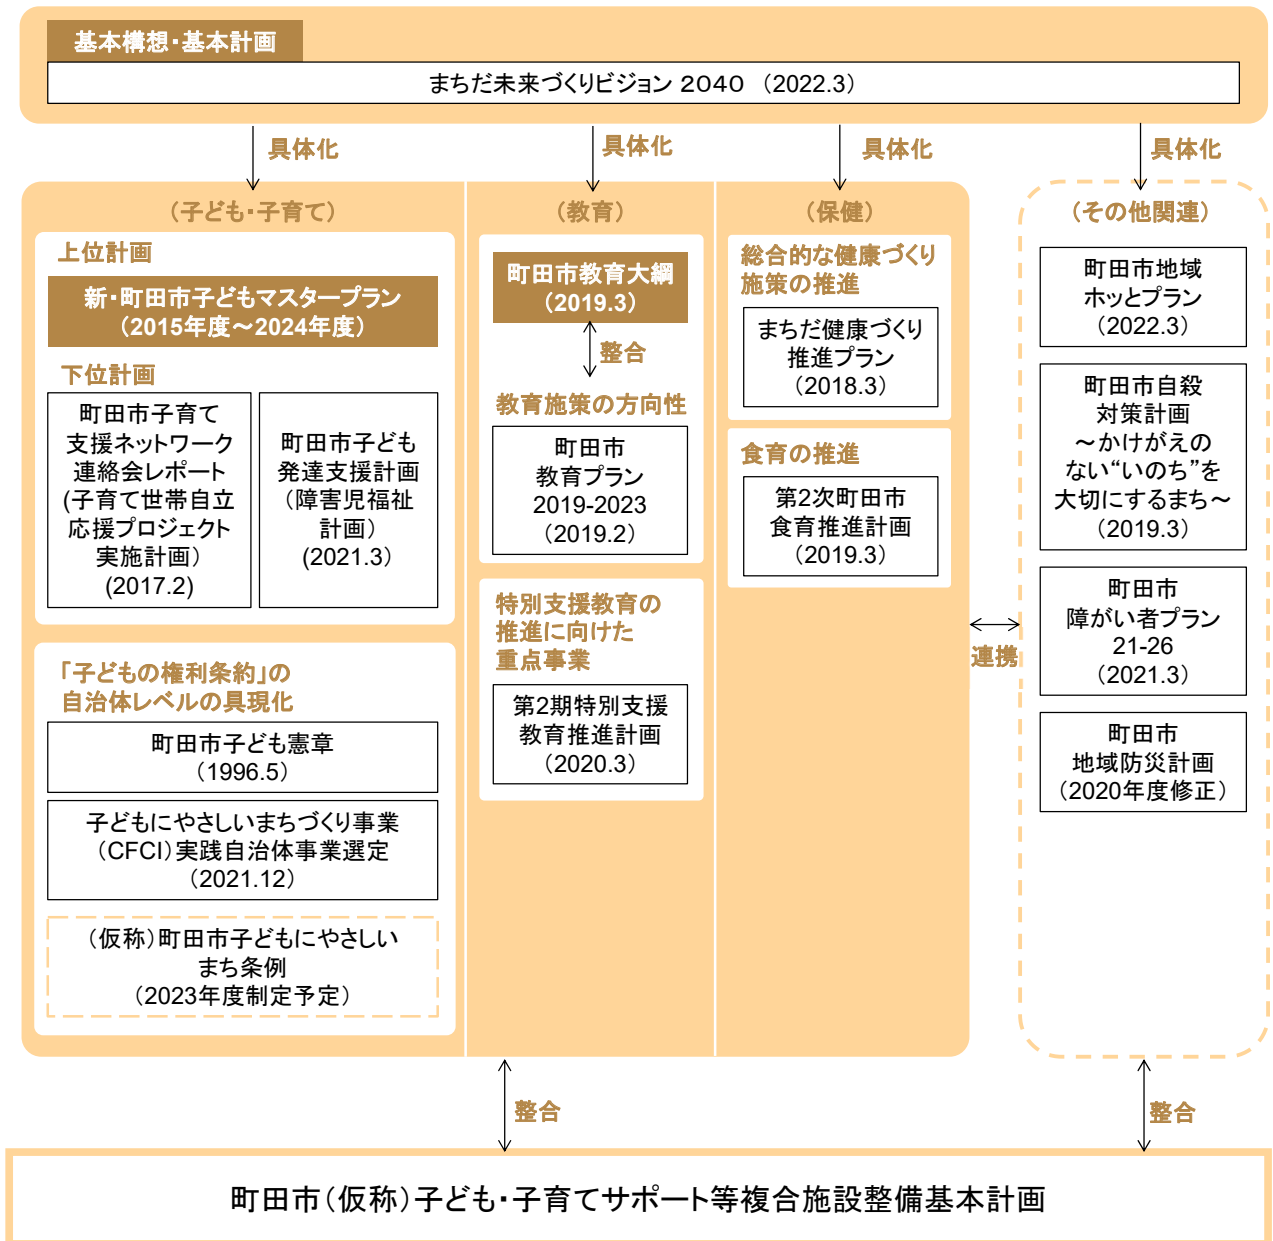 基本構想・基本計画
まちだ未来づくりビジョン２０４０ （2022.3）
具体化
具体化
具体化
具体化
（子ども・子育て）
上位計画
新・町田市子どもマスタープラン
（2015年度～2024年度）
下位計画
町田市子育て
支援ネットワーク
連絡会レポート
(子育て世帯自立
応援プロジェクト
実施計画）
(2017.2)
町田市子ども
発達支援計画
（障害児福祉
計画）
(2021.3）
「子どもの権利条約」の
自治体レベルの具現化
町田市子ども憲章
（1996.5）
子どもにやさしいまちづくり事業
（CFCI）実践自治体事業選定
（2021.12）
（仮称）町田市子どもにやさしい
まち条例
（2023年度制定予定）
（教育）
町田市教育大綱
（2019.3）
整合
教育施策の方向性
町田市
教育プラン
2019-2023
（2019.2）
特別支援教育の
推進に向けた
重点事業
第2期特別支援
教育推進計画
（2020.3）
（保健）
総合的な健康づくり
施策の推進
まちだ健康づくり
推進プラン
（2018.3）
食育の推進
第2次町田市
食育推進計画
（2019.3）
連携
（その他関連）
町田市地域
ホッとプラン
（2022.3）
町田市自殺
対策計画
～かけがえの
ない“いのち”を
大切にするまち～
（2019.3）
町田市
障がい者プラン
21-26
（2021.3）
町田市
地域防災計画
（2020年度修正）
整合
整合
町田市（仮称）子ども・子育てサポート等複合施設整備基本計画